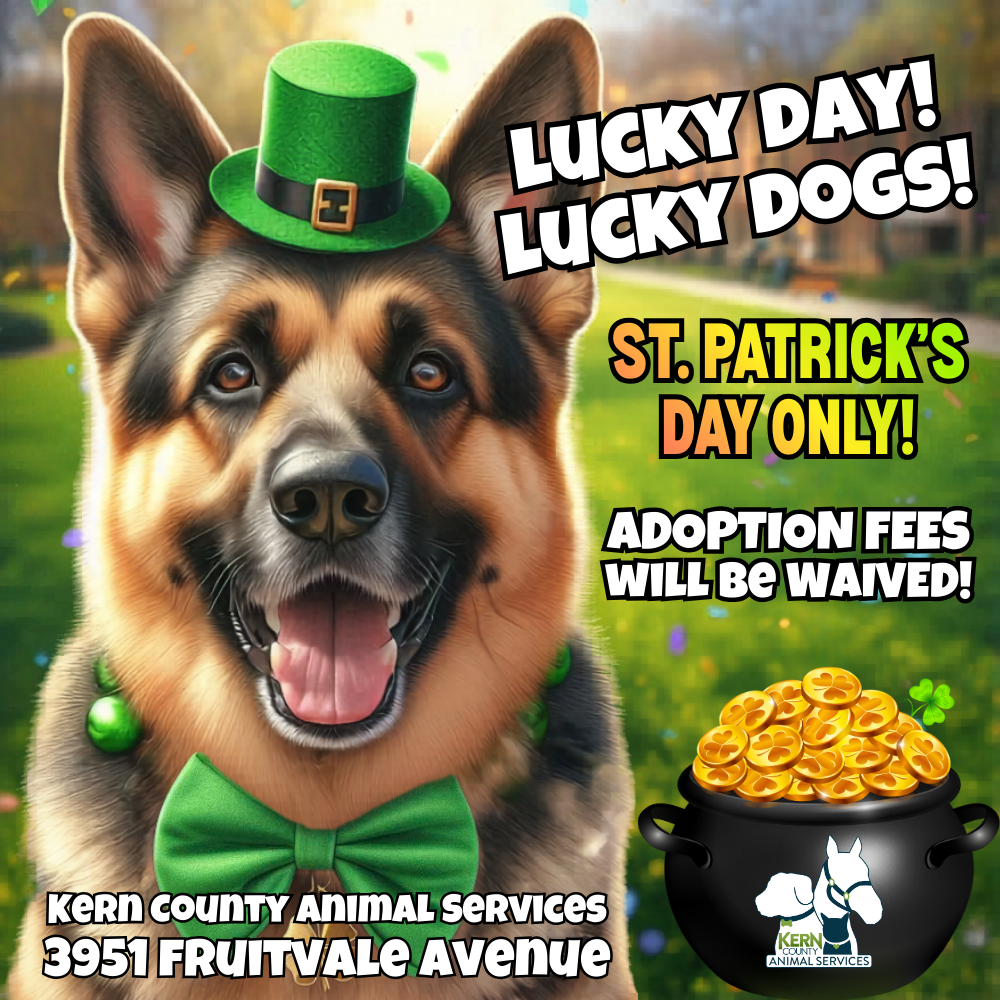 LUCKY DAY!
LUCKY DOGS!
ST. PATRICK'S
DAY ONLY!
ADOPTION FEES
WILL BE WAIVED!
KERN COUNTY ANIMAL SERVICES
3951 FRUITVALE AVENUE
KERN
COUNTY
ANIMAL SERVICES